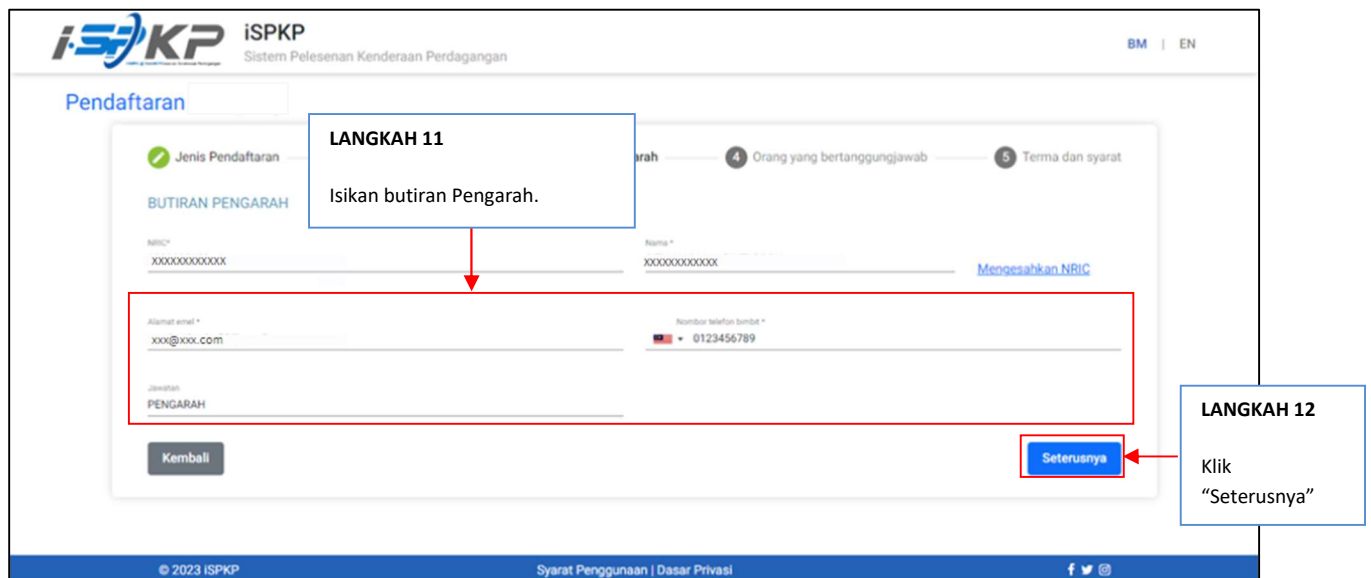 iSPKP
iSPKP
Sistem Pelesenan Kenderaan Perdagangan
BM | EN
Pendaftaran
LANGKAH 11
Isikan butiran Pengarah.
Jenis Pendaftaran
arah
4 Orang yang bertanggungjawab
5 Terma dan syarat
BUTIRAN PENGARAH
NRIC*
XXXXXXXXXXXX
Nama *
XXXXXXXXXXXX
Mengesahkan NRIC
Alamat emel *
xxx@xxx.com
Nombor telefon bimbit *
0123456789
Jawatan
PENGARAH
Kembali
Seterusnya
LANGKAH 12
Klik
“Seterusnya”
© 2023 iSPKP
Syarat Penggunaan | Dasar Privasi